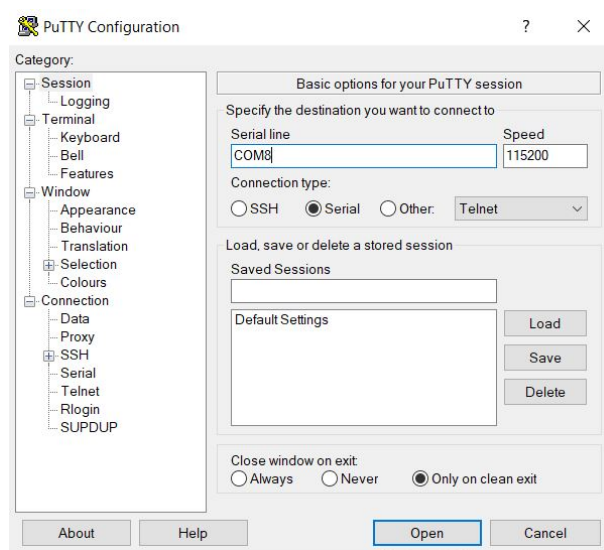 PuTTY Configuration ? ×
Category:
Session
Logging
Terminal
Keyboard
Bell
Features
Window
Appearance
Behaviour
Translation
Selection
Colours
Connection
Data
Proxy
SSH
Serial
Telnet
Rlogin
SUPDUP
Basic options for your PuTTY session
Specify the destination you want to connect to
Serial line Speed
COM8 115200
Connection type:
SSH Serial Other: Telnet
Load, save or delete a stored session
Saved Sessions
Default Settings
Load
Save
Delete
Close window on exit:
Always Never Only on clean exit
About Help Open Cancel